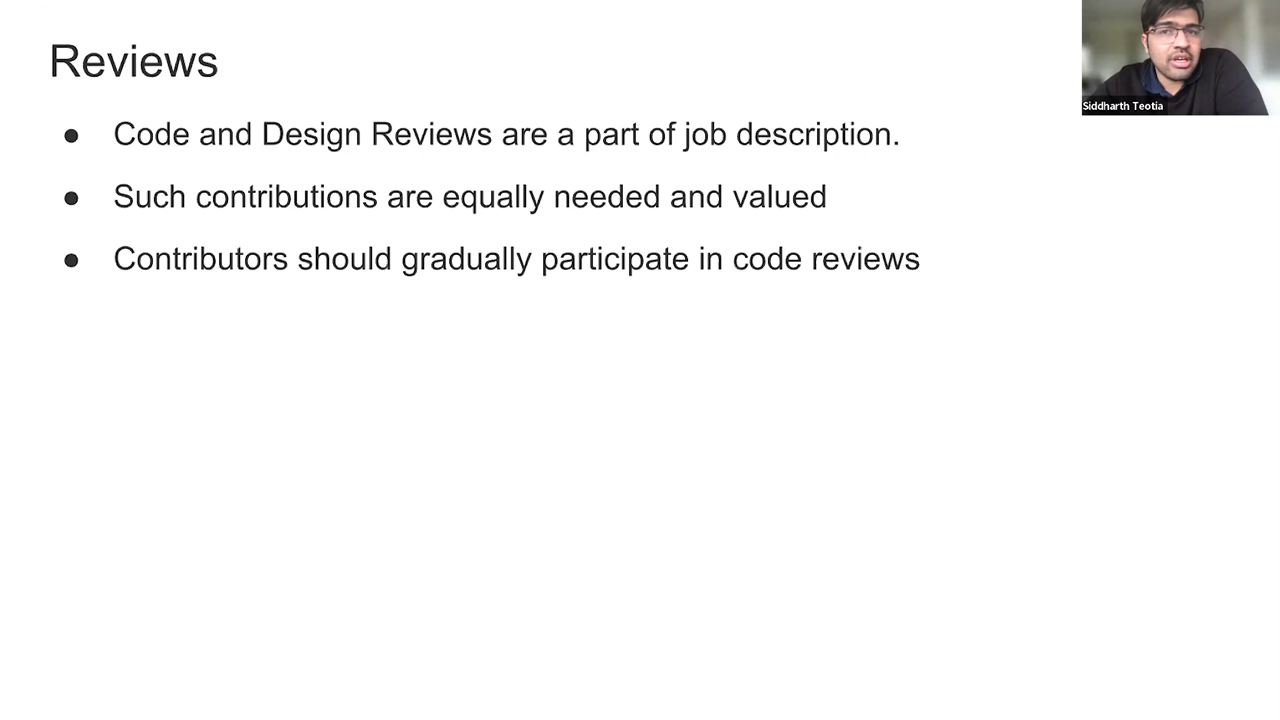 Reviews
● Code and Design Reviews are a part of job description.
● Such contributions are equally needed and valued
● Contributors should gradually participate in code reviews
Siddharth Teotia